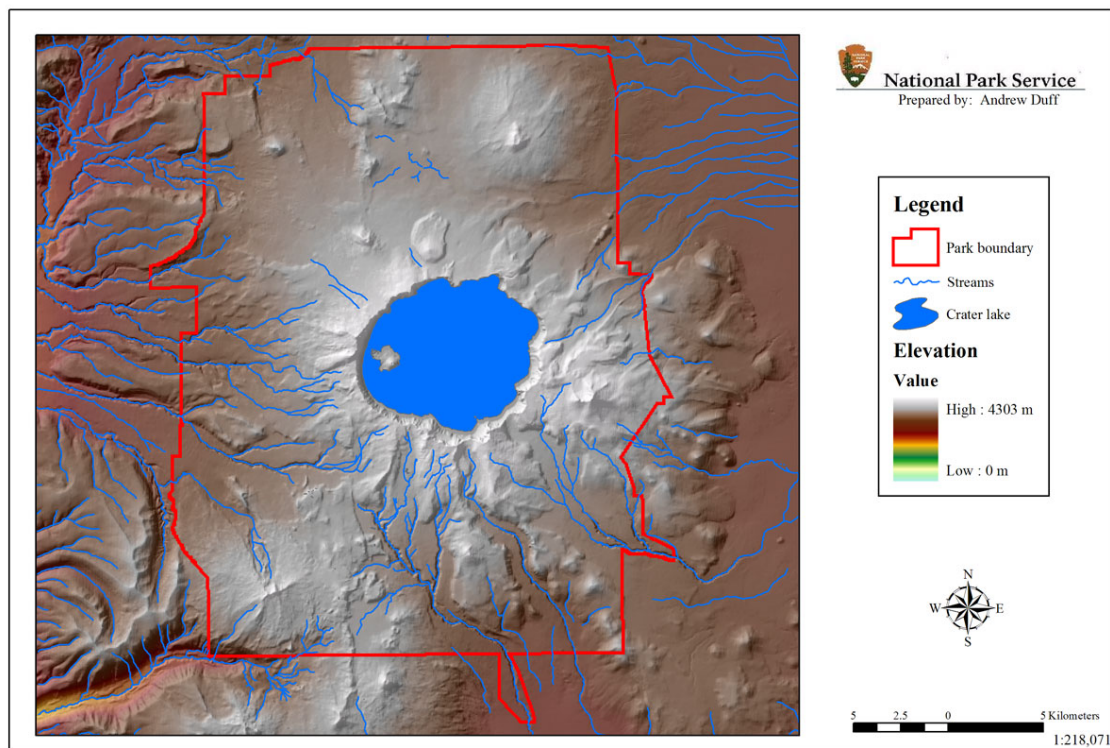 National Park Service
Prepared by: Andrew Duff
Legend
Park boundary
Streams
Crater lake
Elevation
Value
High : 4303 m
Low : 0 m
N
W E
S
5 2.5 0 5 Kilometers
1:218,071